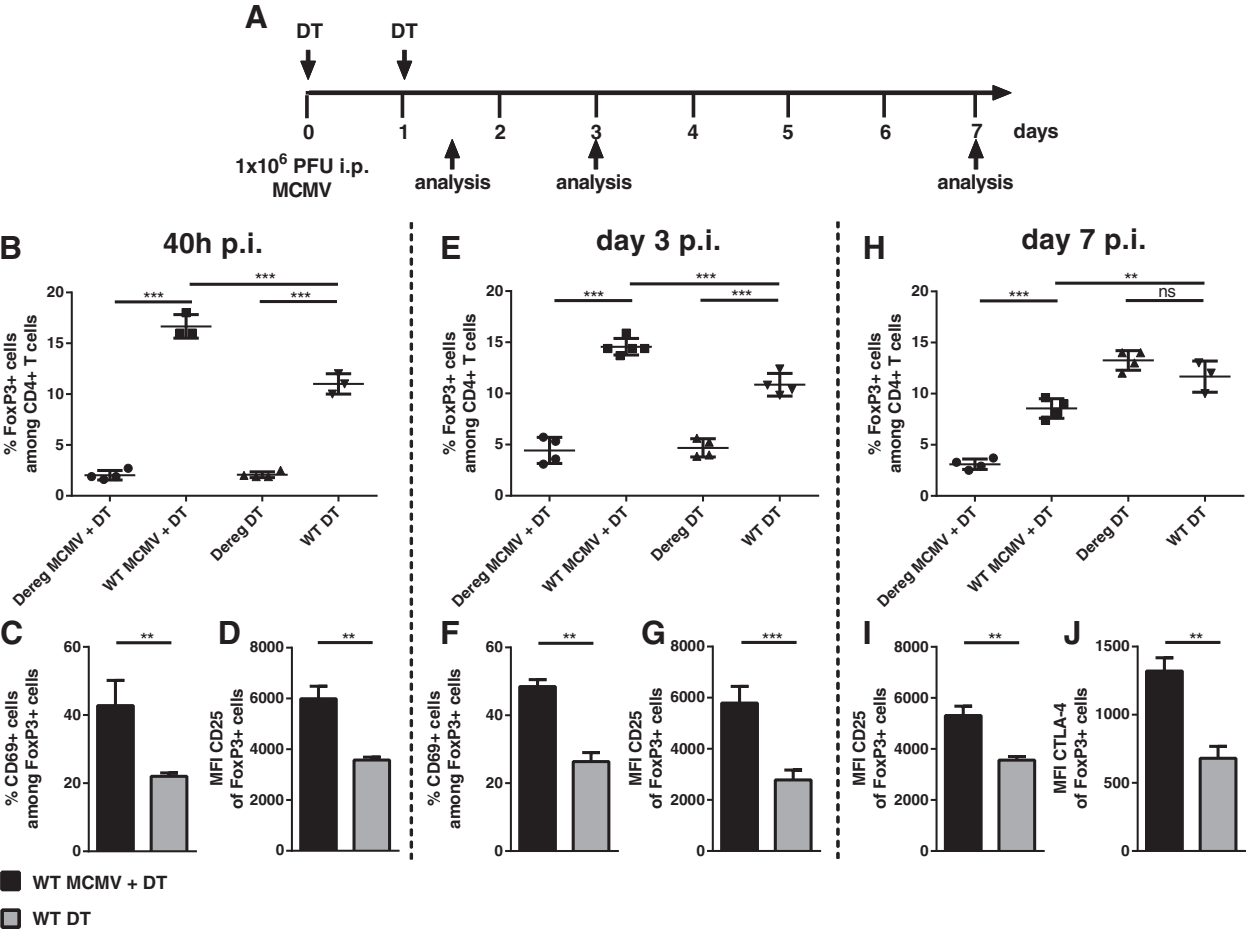 A
DT DT
0 1 2 3 4 5 6 7 days
1x10⁶ PFU i.p.
MCMV
analysis analysis analysis
B
40h p.i.
% FoxP3+ cells
among CD4+ T cells
20
15
10
5
0
*** *** ***
Dereg MCMV + DT
WT MCMV + DT
Dereg DT
WT DT
E
day 3 p.i.
% FoxP3+ cells
among CD4+ T cells
20
15
10
5
0
*** *** ***
Dereg MCMV + DT
WT MCMV + DT
Dereg DT
WT DT
H
day 7 p.i.
% FoxP3+ cells
among CD4+ T cells
20
15
10
5
0
** *** ns
Dereg MCMV + DT
WT MCMV + DT
Dereg DT
WT DT
C
% CD69+ cells
among FoxP3+ cells
60
40
20
0
**
D
MFI CD25
of FoxP3+ cells
8000
6000
4000
2000
0
**
F
% CD69+ cells
among FoxP3+ cells
60
40
20
0
**
G
MFI CD25
of FoxP3+ cells
8000
6000
4000
2000
0
***
I
MFI CD25
of FoxP3+ cells
8000
6000
4000
2000
0
**
J
MFI CTLA-4
of FoxP3+ cells
1500
1000
500
0
**
WT MCMV + DT
WT DT